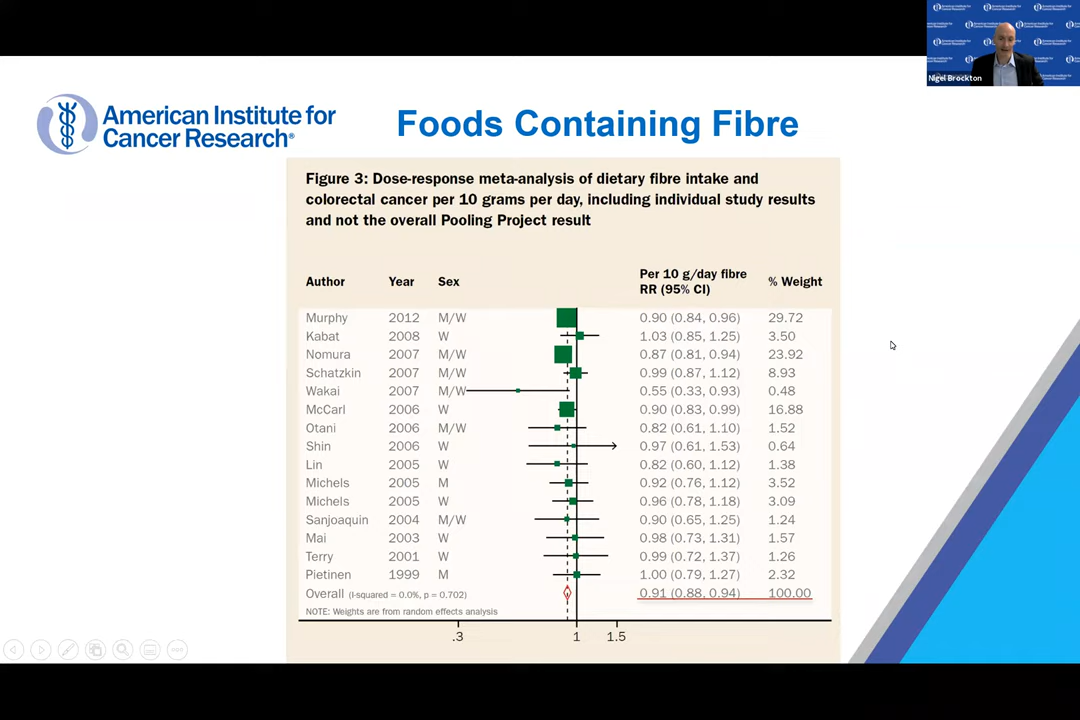 American Institute for
Cancer Research®
Nigel Brockton
American Institute for
Cancer Research®
Foods Containing Fibre
Figure 3: Dose-response meta-analysis of dietary fibre intake and
colorectal cancer per 10 grams per day, including individual study results
and not the overall Pooling Project result
Author Year Sex Per 10 g/day fibre RR (95% CI) % Weight
Murphy 2012 M/W 0.90 (0.84, 0.96) 29.72
Kabat 2008 W 1.03 (0.85, 1.25) 3.50
Nomura 2007 M/W 0.87 (0.81, 0.94) 23.92
Schatzkin 2007 M/W 0.99 (0.87, 1.12) 8.93
Wakai 2007 M/W 0.55 (0.33, 0.93) 0.48
McCarl 2006 W 0.90 (0.83, 0.99) 16.88
Otani 2006 M/W 0.82 (0.61, 1.10) 1.52
Shin 2006 W 0.97 (0.61, 1.53) 0.64
Lin 2005 W 0.82 (0.60, 1.12) 1.38
Michels 2005 M 0.92 (0.76, 1.12) 3.52
Michels 2005 W 0.96 (0.78, 1.18) 3.09
Sanjoaquin 2004 M/W 0.90 (0.65, 1.25) 1.24
Mai 2003 W 0.98 (0.73, 1.31) 1.57
Terry 2001 W 0.99 (0.72, 1.37) 1.26
Pietinen 1999 M 1.00 (0.79, 1.27) 2.32
Overall (I-squared = 0.0%, p = 0.702) 0.91 (0.88, 0.94) 100.00
NOTE: Weights are from random effects analysis
.3 1 1.5